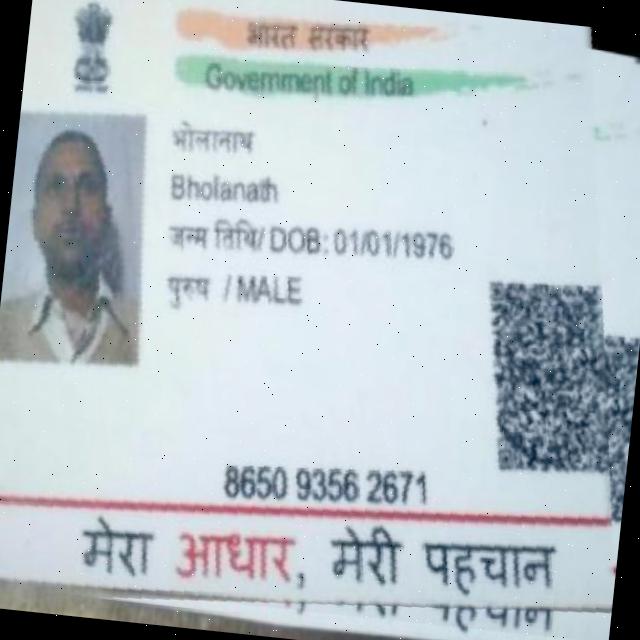 भारत सरकार
Government of India
भोलानाथ
Bholanath
जन्म तिथि/ DOB: 01/01/1976
पुरुष / MALE
8650 9356 2671
मेरा आधार, मेरी पहचान